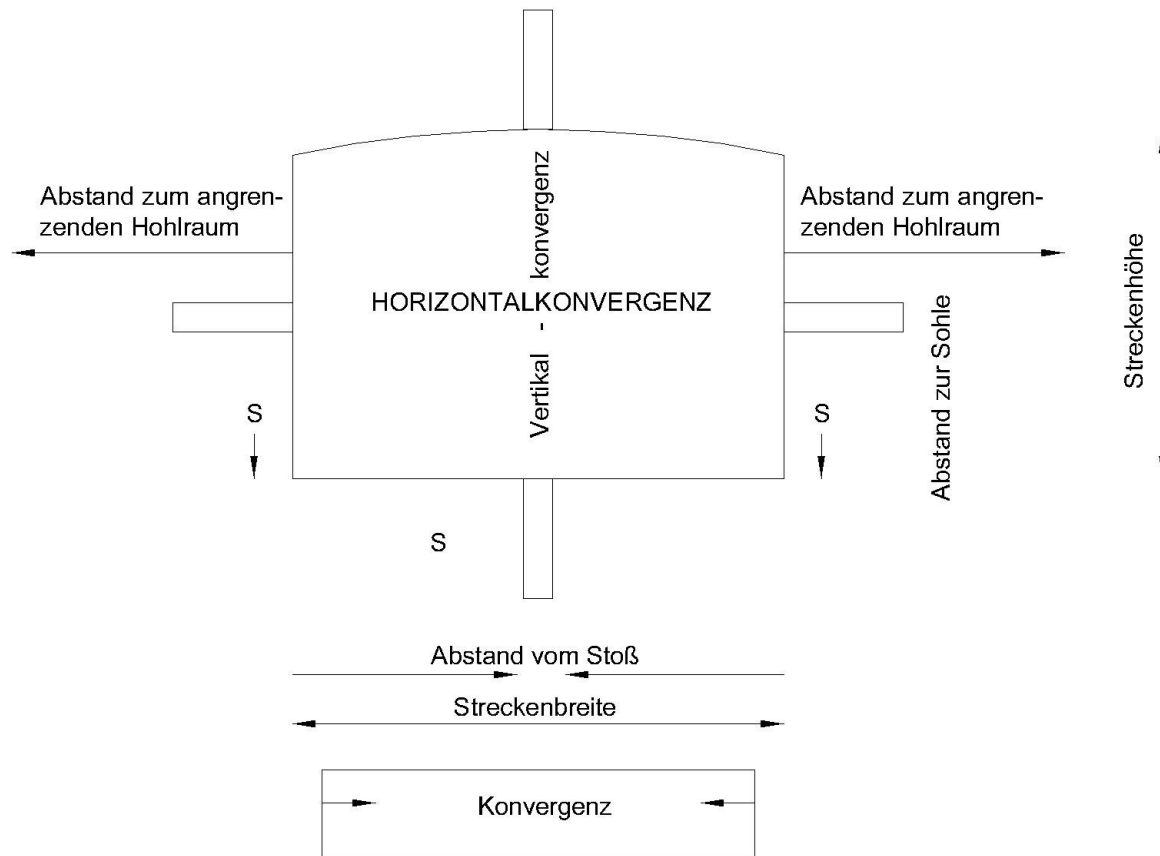 Abstand zum angren-
zenden Hohlraum
Abstand zum angren-
zenden Hohlraum
Vertikal - konvergenz
HORIZONTALKONVERGENZ
Streckenhöhe
Abstand zur Sohle
S
S
S
Abstand vom Stoß
Streckenbreite
Konvergenz